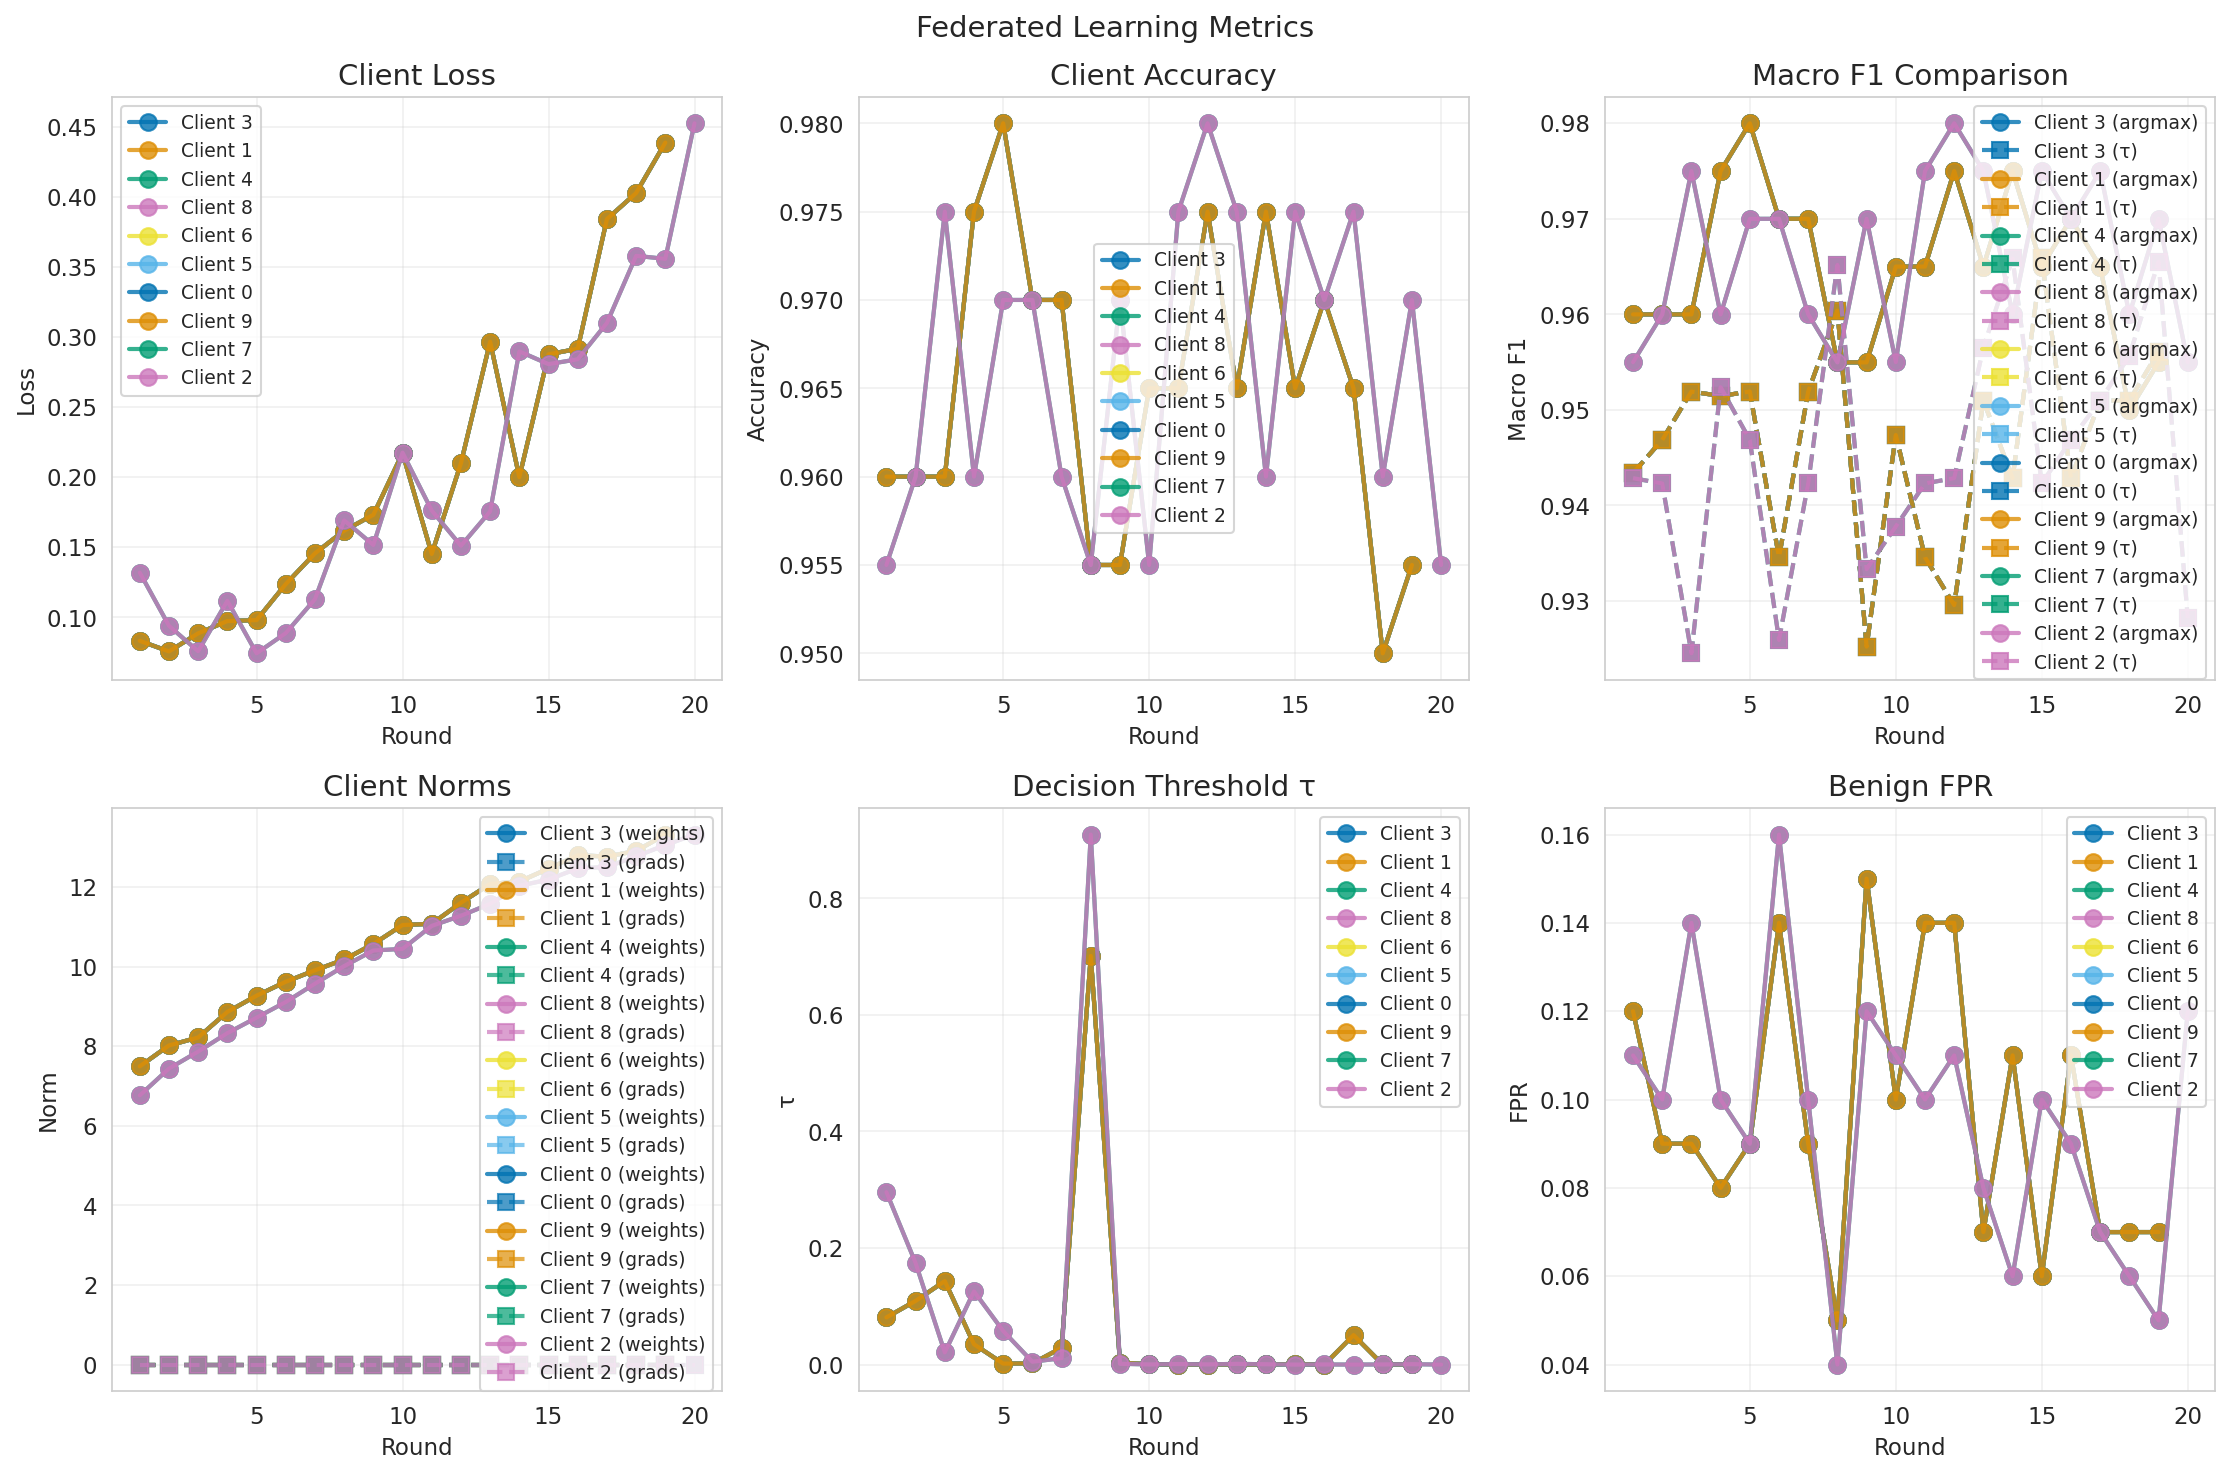 Federated Learning Metrics
Client Loss
Loss
0.45
0.40
0.35
0.30
0.25
0.20
0.15
0.10
5
10
15
20
Round
Client 3
Client 1
Client 4
Client 8
Client 6
Client 5
Client 0
Client 9
Client 7
Client 2
Client Accuracy
Accuracy
0.980
0.975
0.970
0.965
0.960
0.955
0.950
5
10
15
20
Round
Client 3
Client 1
Client 4
Client 8
Client 6
Client 5
Client 0
Client 9
Client 7
Client 2
Macro F1 Comparison
Macro F1
0.98
0.97
0.96
0.95
0.94
0.93
5
10
15
20
Round
Client 3 (argmax)
Client 3 (τ)
Client 1 (argmax)
Client 1 (τ)
Client 4 (argmax)
Client 4 (τ)
Client 8 (argmax)
Client 8 (τ)
Client 6 (argmax)
Client 6 (τ)
Client 5 (argmax)
Client 5 (τ)
Client 0 (argmax)
Client 0 (τ)
Client 9 (argmax)
Client 9 (τ)
Client 7 (argmax)
Client 7 (τ)
Client 2 (argmax)
Client 2 (τ)
Client Norms
Norm
12
10
8
6
4
2
0
5
10
15
20
Round
Client 3 (weights)
Client 3 (grads)
Client 1 (weights)
Client 1 (grads)
Client 4 (weights)
Client 4 (grads)
Client 8 (weights)
Client 8 (grads)
Client 6 (weights)
Client 6 (grads)
Client 5 (weights)
Client 5 (grads)
Client 0 (weights)
Client 0 (grads)
Client 9 (weights)
Client 9 (grads)
Client 7 (weights)
Client 7 (grads)
Client 2 (weights)
Client 2 (grads)
Decision Threshold τ
τ
0.8
0.6
0.4
0.2
0.0
5
10
15
20
Round
Client 3
Client 1
Client 4
Client 8
Client 6
Client 5
Client 0
Client 9
Client 7
Client 2
Benign FPR
FPR
0.16
0.14
0.12
0.10
0.08
0.06
0.04
5
10
15
20
Round
Client 3
Client 1
Client 4
Client 8
Client 6
Client 5
Client 0
Client 9
Client 7
Client 2